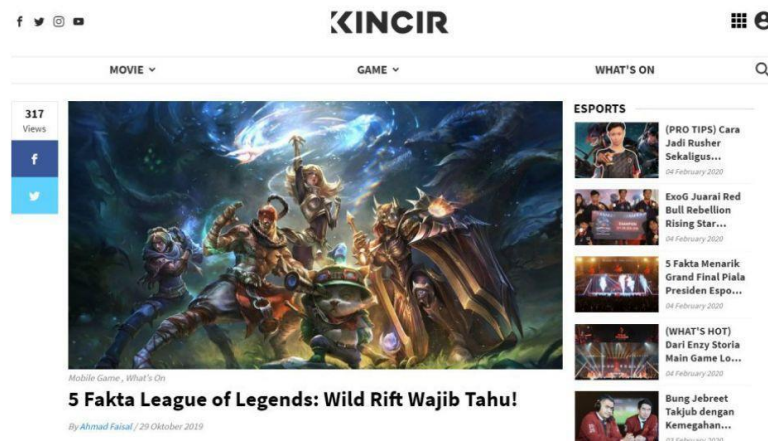 KINCIR
MOVIE
GAME
WHAT'S ON
317
Views
Mobile Game , What's On
5 Fakta League of Legends: Wild Rift Wajib Tahu!
By Ahmad Faisal / 29 Oktober 2019
ESPORTS
(PRO TIPS) Cara
Jadi Rusher
Sekaligus...
04 February 2020
ExoG Juarai Red
Bull Rebellion
Rising Star...
04 February 2020
5 Fakta Menarik
Grand Final Piala
Presiden Espo...
04 February 2020
(WHAT'S HOT)
Dari Enzy Storia
Main Game Lo...
04 February 2020
Bung Jebreet
Takjub dengan
Kemegahan...
03 February 2020